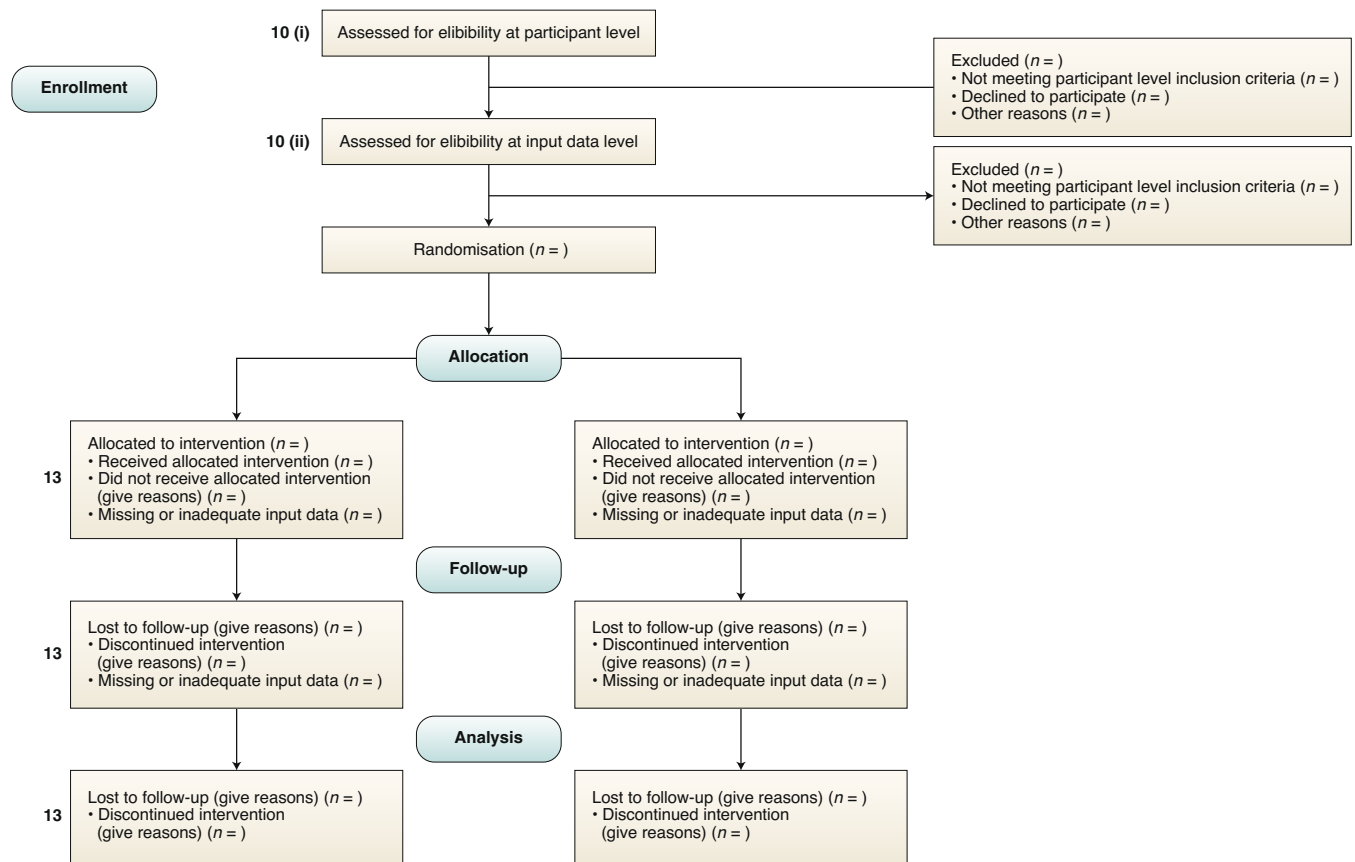 10 (i)
Assessed for elibibility at participant level
Enrollment
Excluded (n = )
• Not meeting participant level inclusion criteria (n = )
• Declined to participate (n = )
• Other reasons (n = )
10 (ii)
Assessed for elibibility at input data level
Excluded (n = )
• Not meeting participant level inclusion criteria (n = )
• Declined to participate (n = )
• Other reasons (n = )
Randomisation (n = )
Allocation
13
Allocated to intervention (n = )
• Received allocated intervention (n = )
• Did not receive allocated intervention
(give reasons) (n = )
• Missing or inadequate input data (n = )
Allocated to intervention (n = )
• Received allocated intervention (n = )
• Did not receive allocated intervention
(give reasons) (n = )
• Missing or inadequate input data (n = )
Follow-up
13
Lost to follow-up (give reasons) (n = )
• Discontinued intervention
(give reasons) (n = )
• Missing or inadequate input data (n = )
Lost to follow-up (give reasons) (n = )
• Discontinued intervention
(give reasons) (n = )
• Missing or inadequate input data (n = )
Analysis
13
Lost to follow-up (give reasons) (n = )
• Discontinued intervention
(give reasons) (n = )
Lost to follow-up (give reasons) (n = )
• Discontinued intervention
(give reasons) (n = )